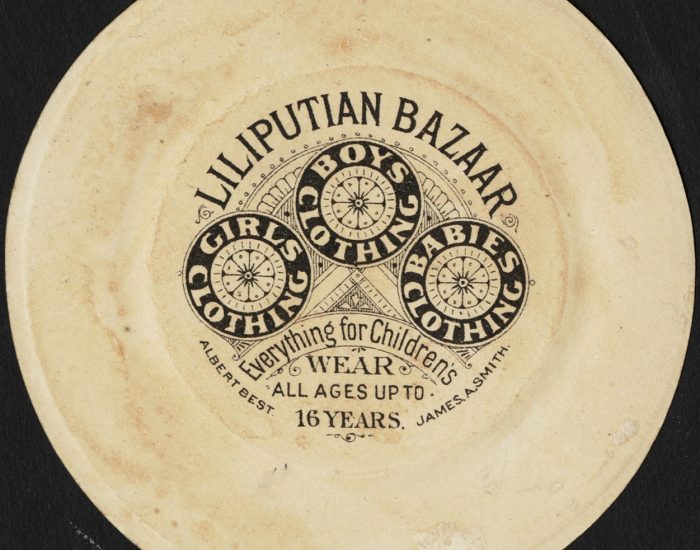 LILIPUTIAN BAZAAR
BOYS CLOTHING
GIRLS CLOTHING
BABIES CLOTHING
Everything for Children's
WEAR
ALL AGES UP TO
16 YEARS.
ALBERT BEST.
JAMES. A. SMITH.